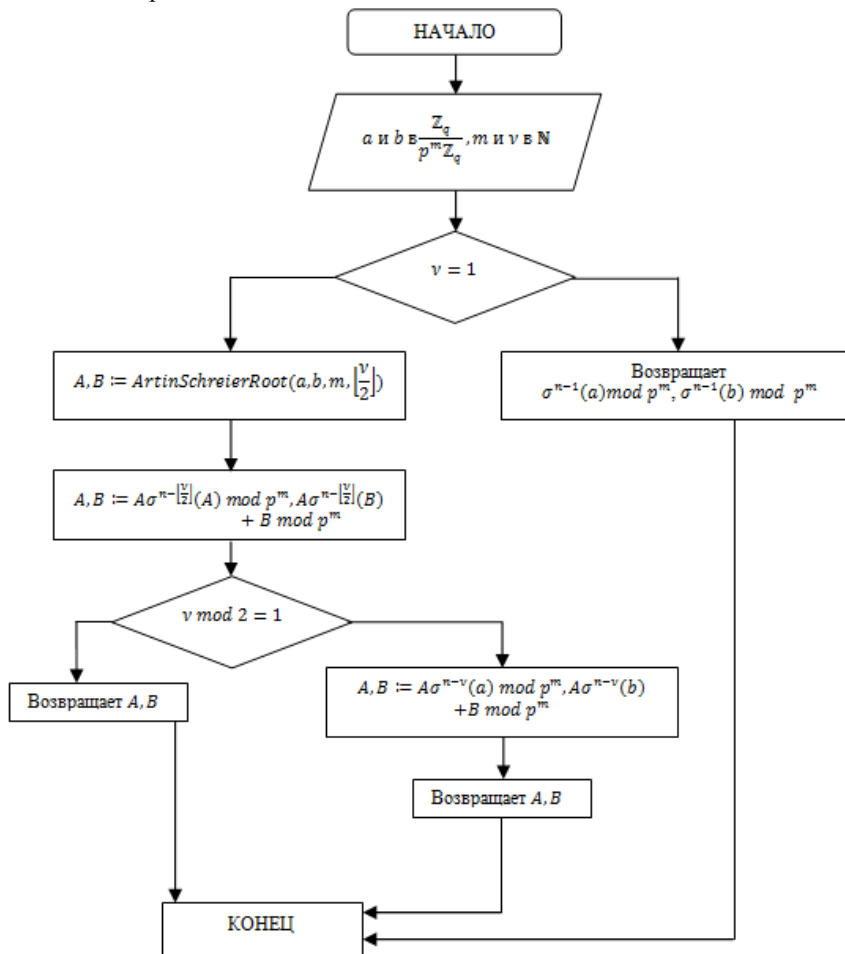 НАЧАЛО
a и b в ℤ_q/p^mℤ_q, m и v в ℕ
v = 1
A, B ≔ ArtinSchreierRoot(a,b,m,⌊v/2⌋)
Возвращает
σ^{n−1}(a)mod p^m, σ^{n−1}(b) mod p^m
A, B ≔ Aσ^{n−⌊v/2⌋}(A) mod p^m, Aσ^{n−⌊v/2⌋}(B)
+ B mod p^m
v mod 2 = 1
Возвращает A, B
A, B ≔ Aσ^{n−v}(a) mod p^m, Aσ^{n−v}(b)
+B mod p^m
Возвращает A, B
КОНЕЦ